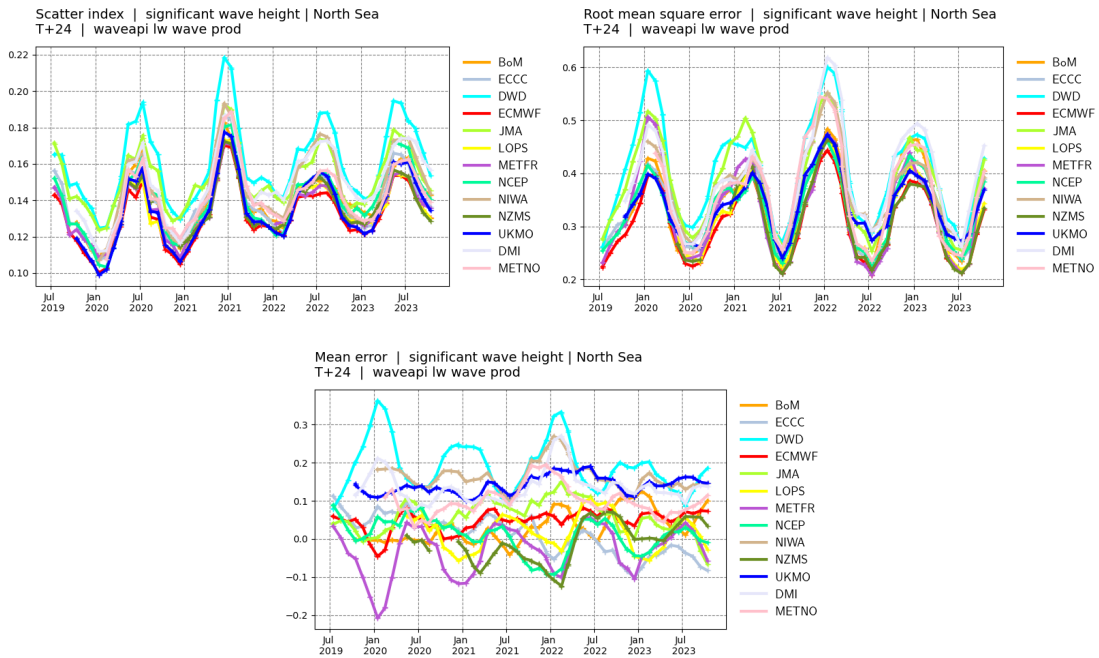 Scatter index | significant wave height | North Sea
T+24 | waveapi lw wave prod
0.22
0.20
0.18
0.16
0.14
0.12
0.10
Jul 2019
Jan 2020
Jul 2020
Jan 2021
Jul 2021
Jan 2022
Jul 2022
Jan 2023
Jul 2023
BoM
ECCC
DWD
ECMWF
JMA
LOPS
METFR
NCEP
NIWA
NZMS
UKMO
DMI
METNO
Root mean square error | significant wave height | North Sea
T+24 | waveapi lw wave prod
0.6
0.5
0.4
0.3
0.2
Jul 2019
Jan 2020
Jul 2020
Jan 2021
Jul 2021
Jan 2022
Jul 2022
Jan 2023
Jul 2023
BoM
ECCC
DWD
ECMWF
JMA
LOPS
METFR
NCEP
NIWA
NZMS
UKMO
DMI
METNO
Mean error | significant wave height | North Sea
T+24 | waveapi lw wave prod
0.3
0.2
0.1
0.0
−0.1
−0.2
Jul 2019
Jan 2020
Jul 2020
Jan 2021
Jul 2021
Jan 2022
Jul 2022
Jan 2023
Jul 2023
BoM
ECCC
DWD
ECMWF
JMA
LOPS
METFR
NCEP
NIWA
NZMS
UKMO
DMI
METNO